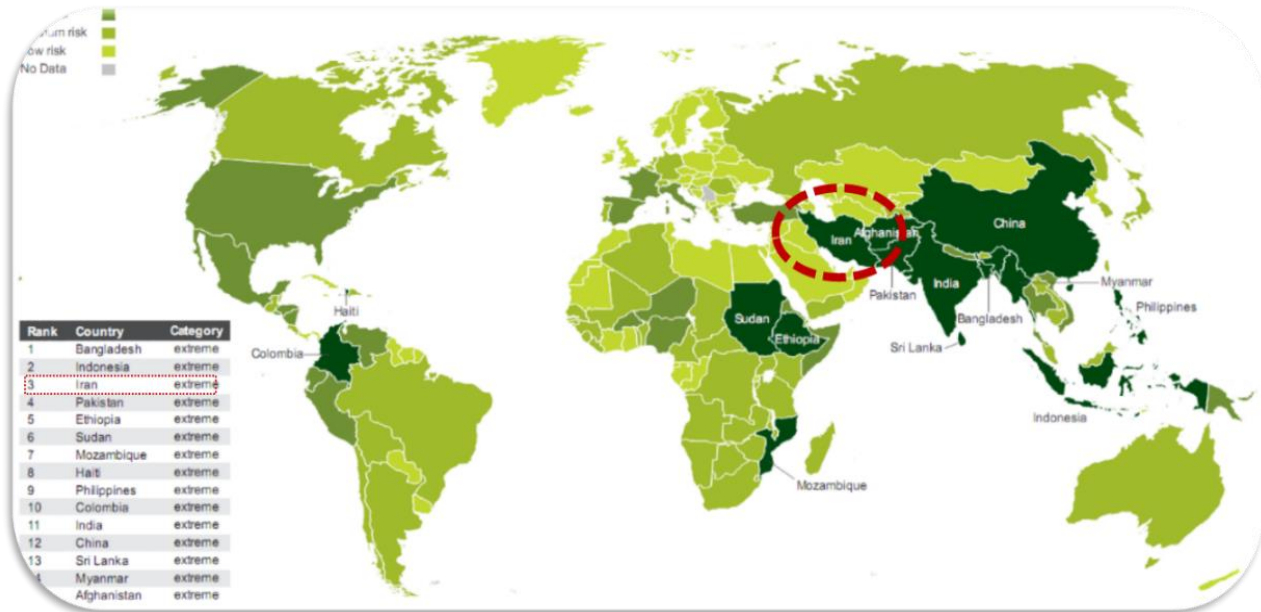 risk
low risk
No Data
Rank Country Category
1 Bangladesh extreme
2 Indonesia extreme
3 Iran extreme
4 Pakistan extreme
5 Ethiopia extreme
6 Sudan extreme
7 Mozambique extreme
8 Haiti extreme
9 Philippines extreme
10 Colombia extreme
11 India extreme
12 China extreme
13 Sri Lanka extreme
Myanmar extreme
Afghanistan extreme
Haiti
Colombia
Sudan
Ethiopia
Mozambique
Iran
Afghanistan
Pakistan
India
China
Bangladesh
Sri Lanka
Myanmar
Philippines
Indonesia